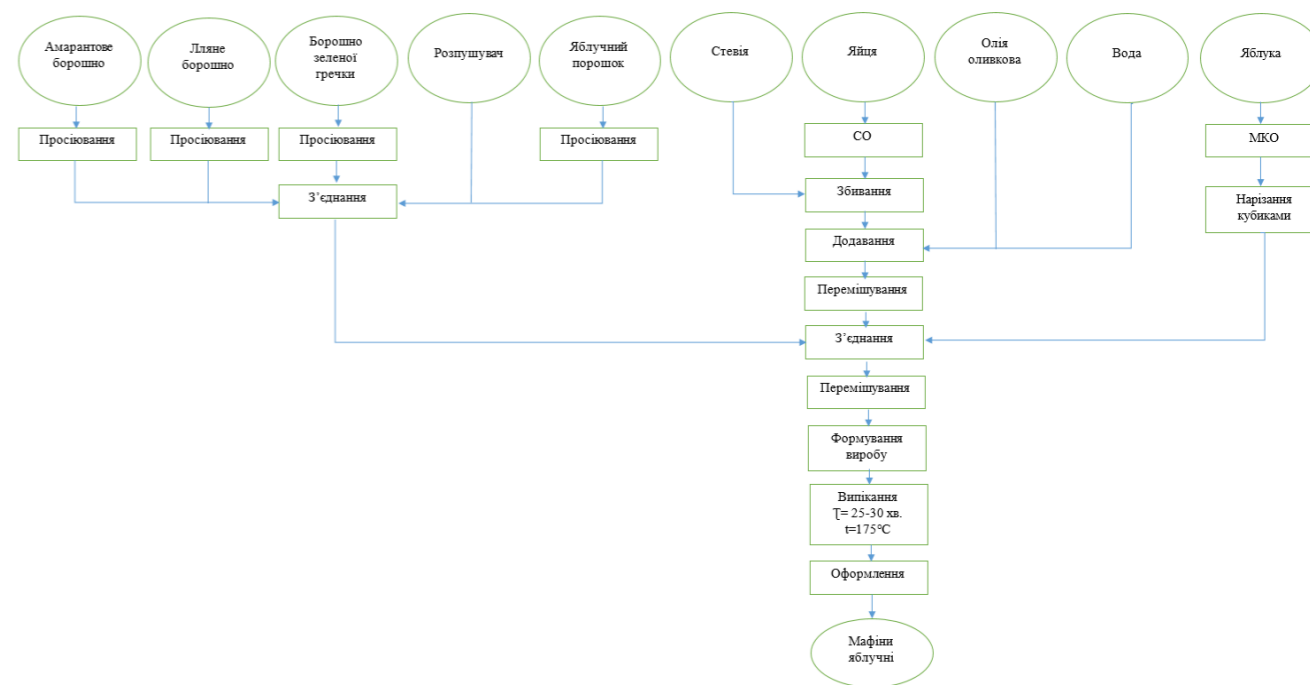 Амарантове
борошно
Лляне
борошно
Борошно
зеленої
гречки
Розпушувач
Яблучний
порошок
Стевія
Яйця
Олія
оливкова
Вода
Яблука
Просіювання
Просіювання
Просіювання
Просіювання
СО
МКО
З’єднання
Збивання
Нарізання
кубиками
Додавання
Перемішування
З’єднання
Перемішування
Формування
виробу
Випікання
Ʈ= 25-30 хв.
t=175℃
Оформлення
Мафіни
яблучні